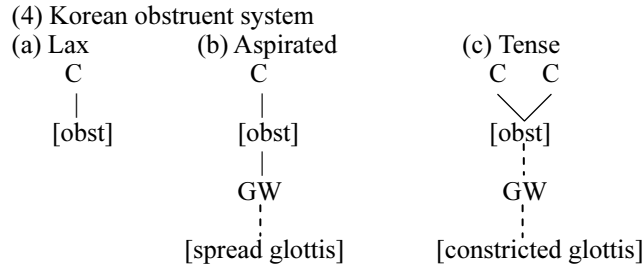 (4) Korean obstruent system
(a) Lax (b) Aspirated (c) Tense
C C C C
[obst] [obst] [obst]
GW GW
[spread glottis] [constricted glottis]